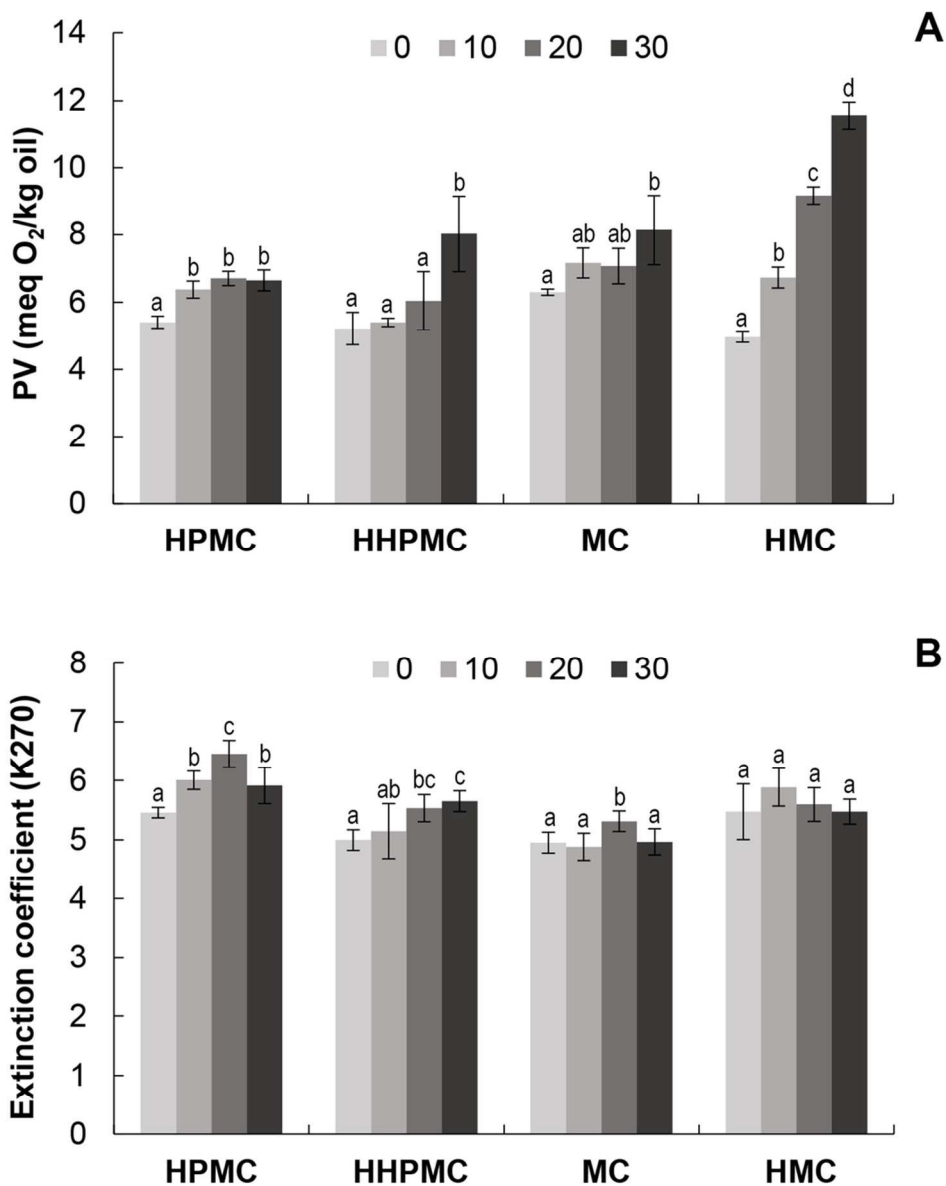 A
14
0 10 20 30
12
10
8
6
4
2
0
PV (meq O₂/kg oil)
a b b b
a a a b
a ab ab b
a b c d
HPMC HHPMC MC HMC
B
8
0 10 20 30
7
6
5
4
3
2
1
0
Extinction coefficient (K270)
a b c b
a ab bc c
a a b a
a a a a
HPMC HHPMC MC HMC